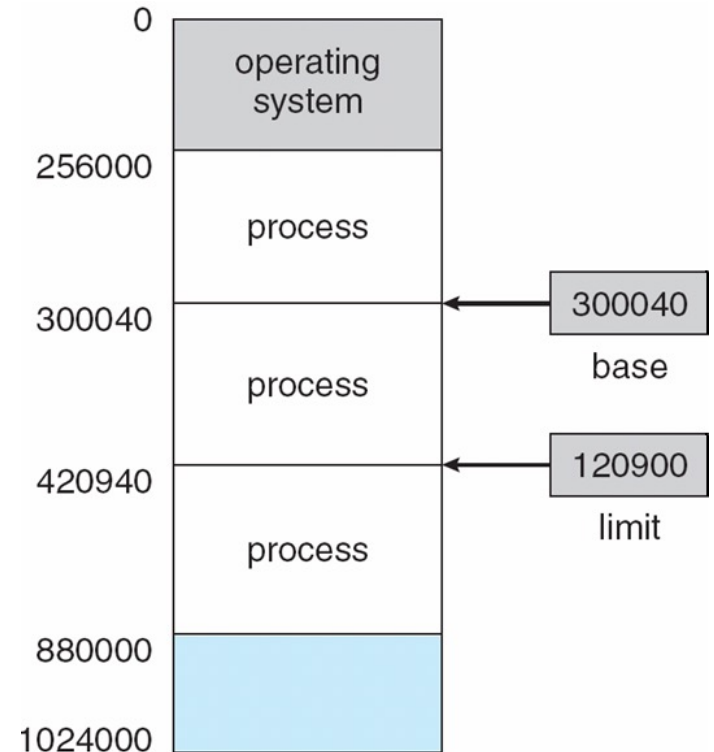 0
operating
system
256000
process
300040
300040
base
process
420940
120900
limit
process
880000
1024000